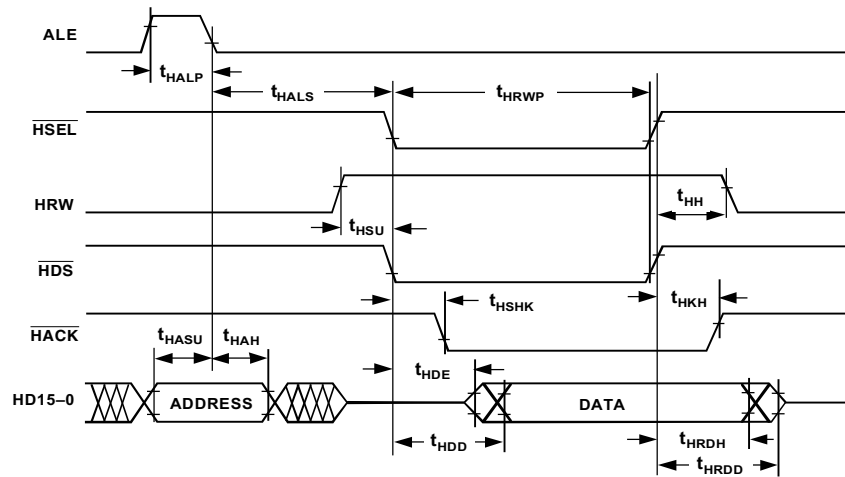 ALE
tHALP
tHALS
tHRWP
HSEL
HRW
tHSU
tHH
HDS
tHSHK
tHKH
HACK
tHASU
tHAH
tHDE
HD15–0
ADDRESS
DATA
tHDD
tHRDH
tHRDD